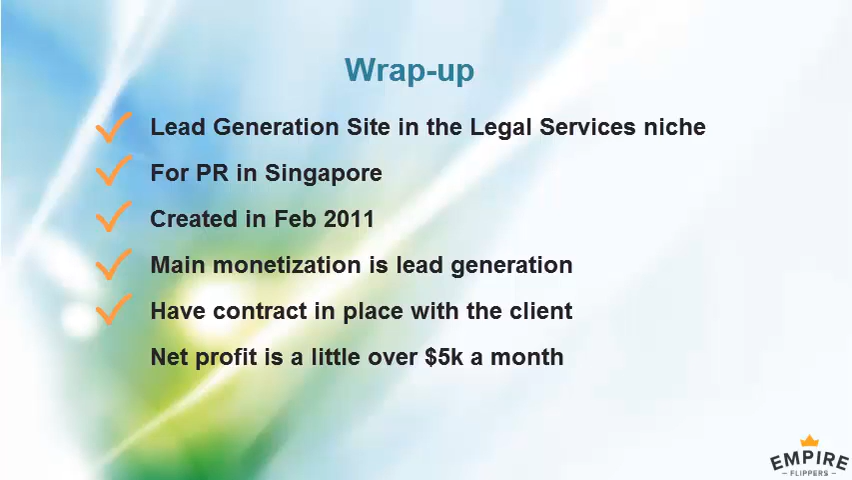 Wrap-up
Lead Generation Site in the Legal Services niche
For PR in Singapore
Created in Feb 2011
Main monetization is lead generation
Have contract in place with the client
Net profit is a little over $5k a month
EMPIRE
FLIPPERS